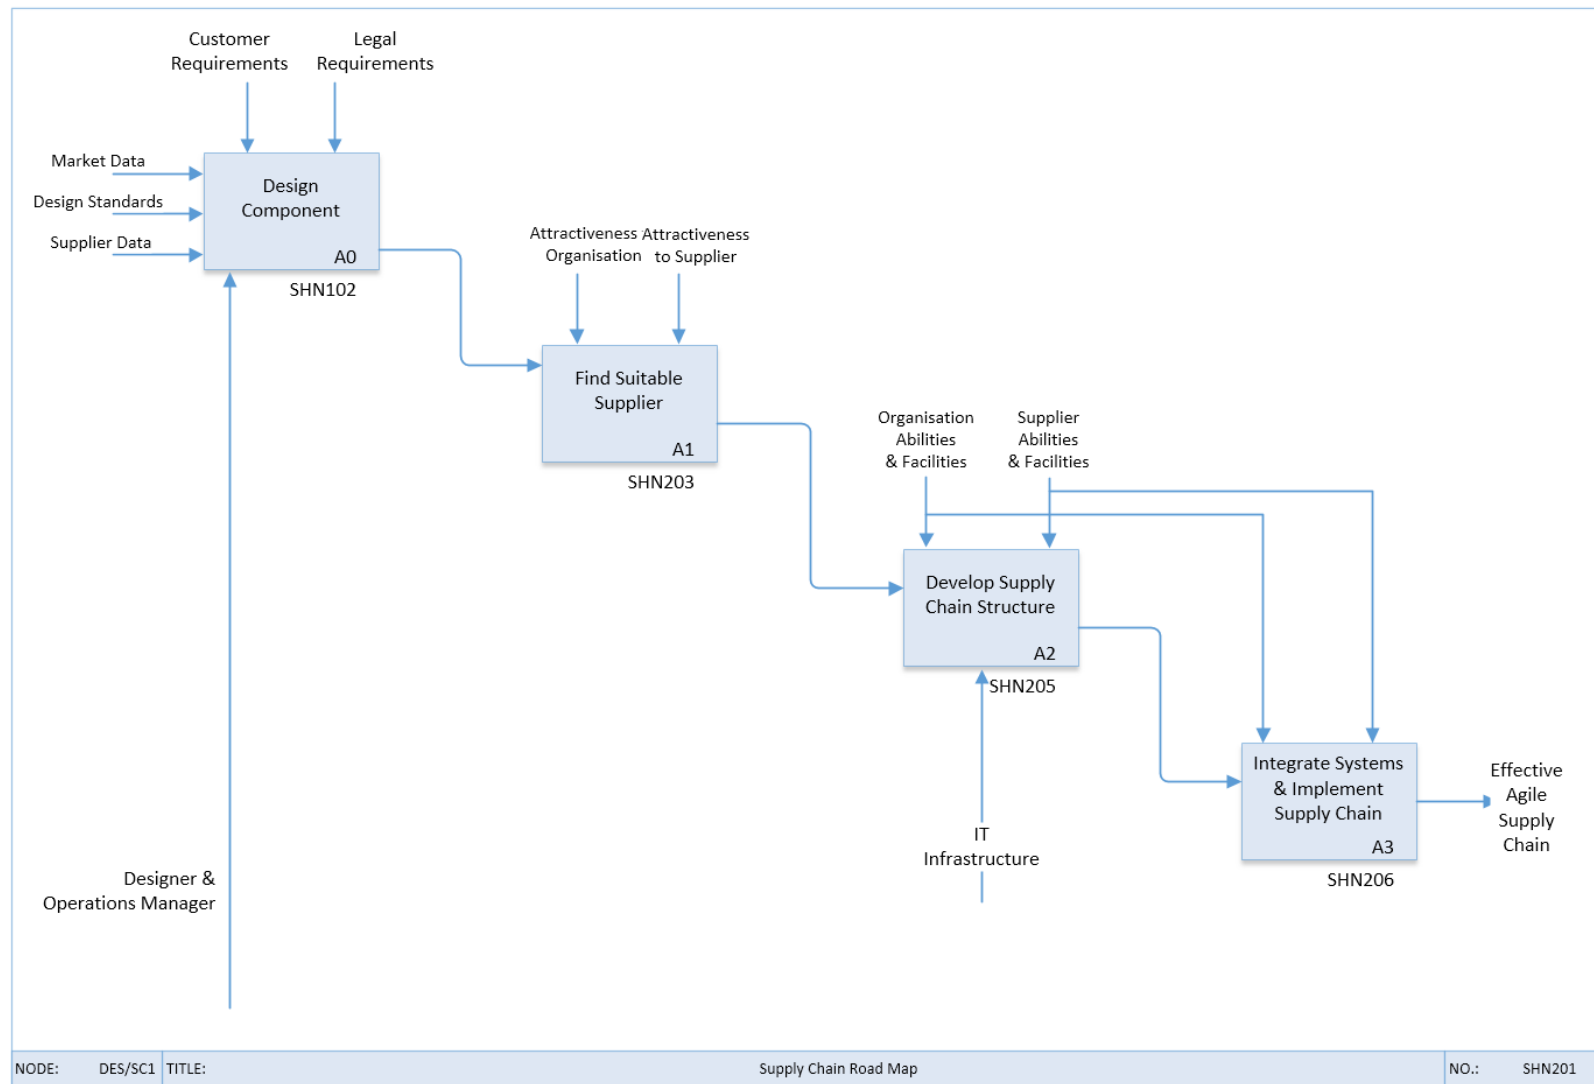 Customer
Requirements
Legal
Requirements
Market Data
Design Standards
Supplier Data
Design
Component
A0
SHN102
Attractiveness
Organisation
Attractiveness
to Supplier
Find Suitable
Supplier
A1
SHN203
Organisation
Abilities
& Facilities
Supplier
Abilities
& Facilities
Develop Supply
Chain Structure
A2
SHN205
IT
Infrastructure
Integrate Systems
& Implement
Supply Chain
A3
SHN206
Effective
Agile
Supply
Chain
Designer &
Operations Manager
NODE: DES/SC1 TITLE: Supply Chain Road Map NO.: SHN201